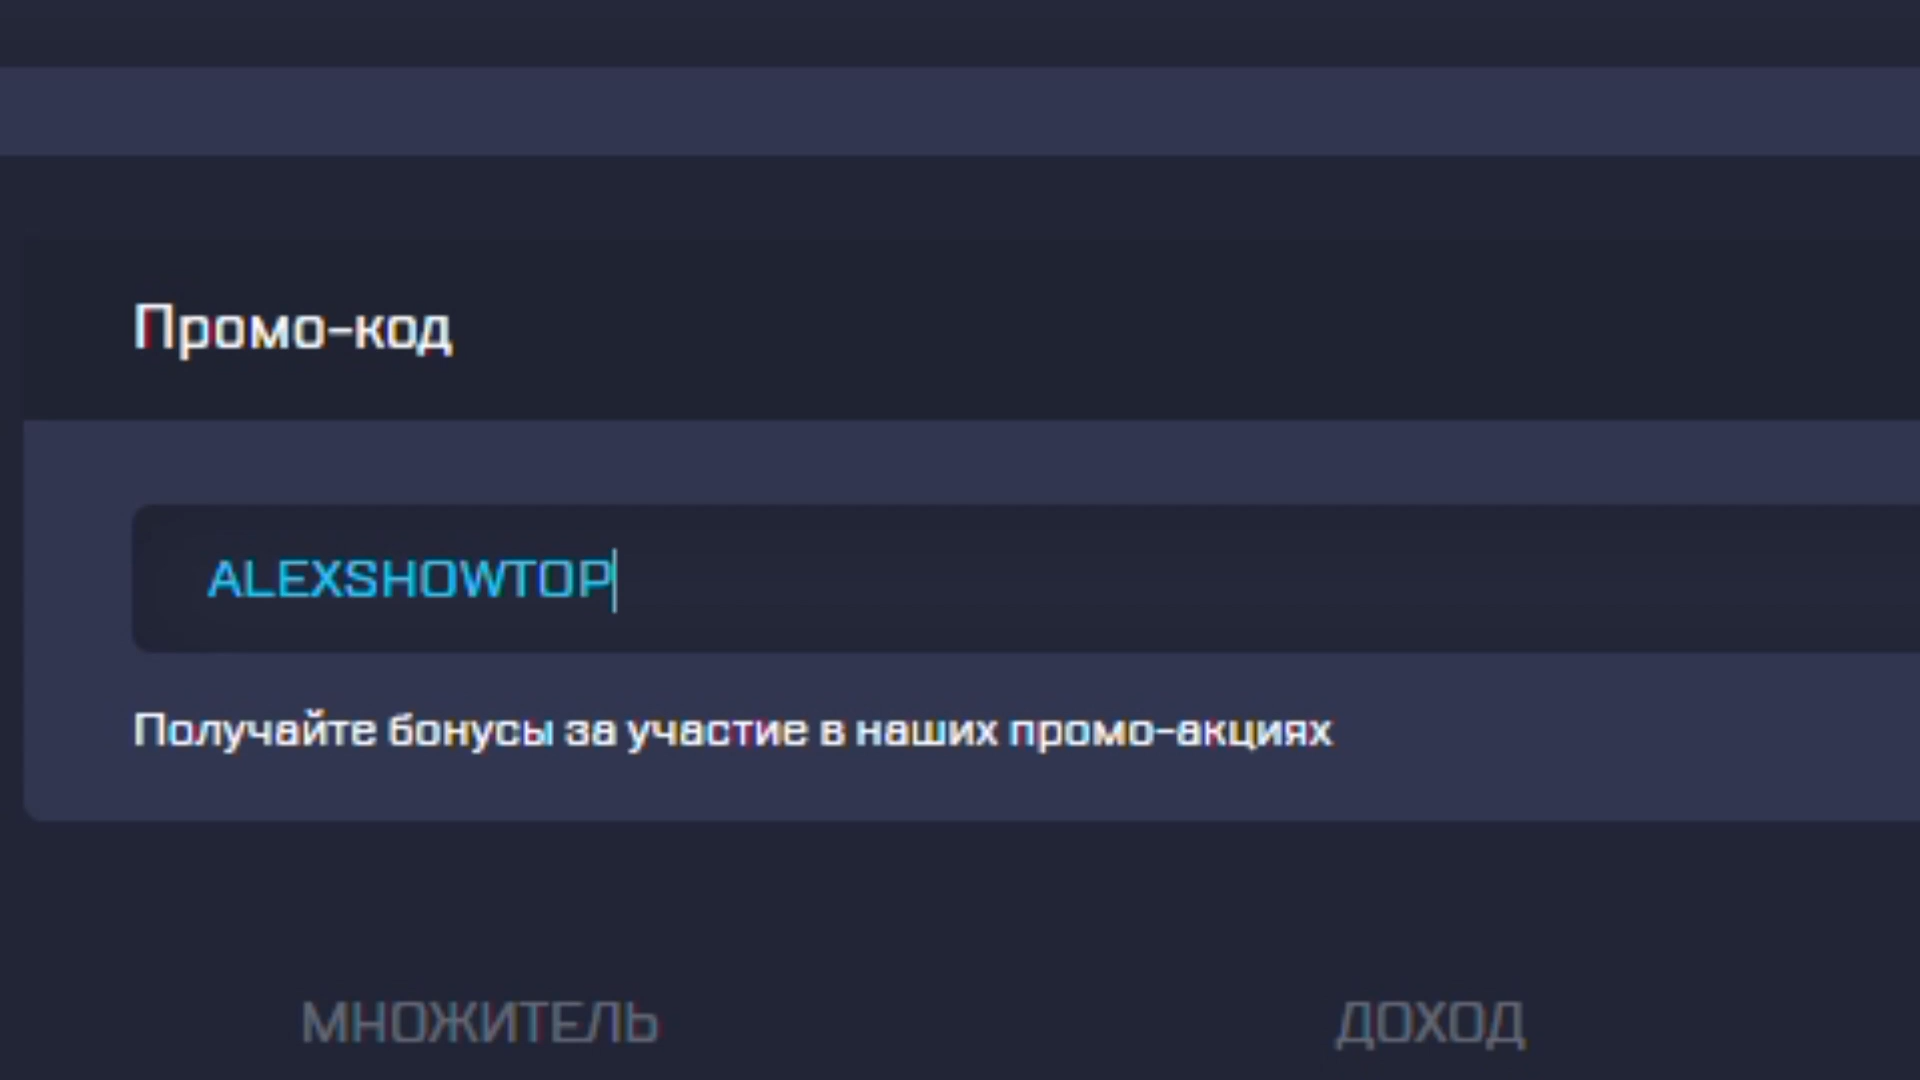 Промо-код
ALEXSHOWTOP
Получайте бонусы за участие в наших промо-акциях
МНОЖИТЕЛЬ
ДОХОД